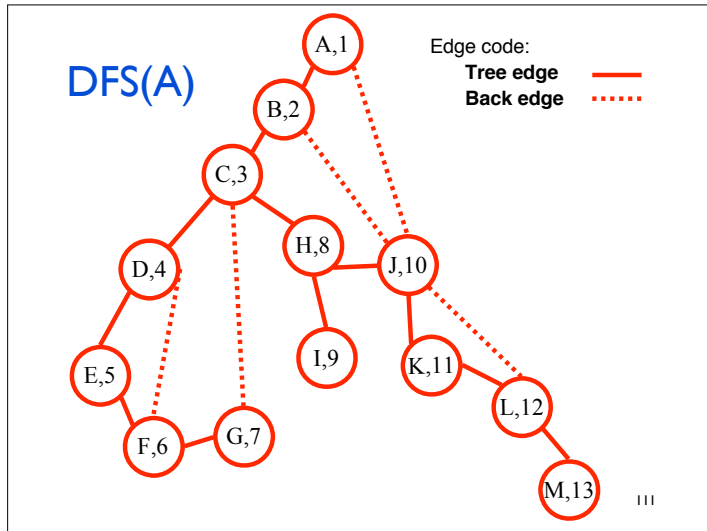 DFS(A)
Edge code:
Tree edge
Back edge
A,1
B,2
C,3
H,8
D,4
J,10
I,9
K,11
E,5
L,12
G,7
F,6
M,13
111